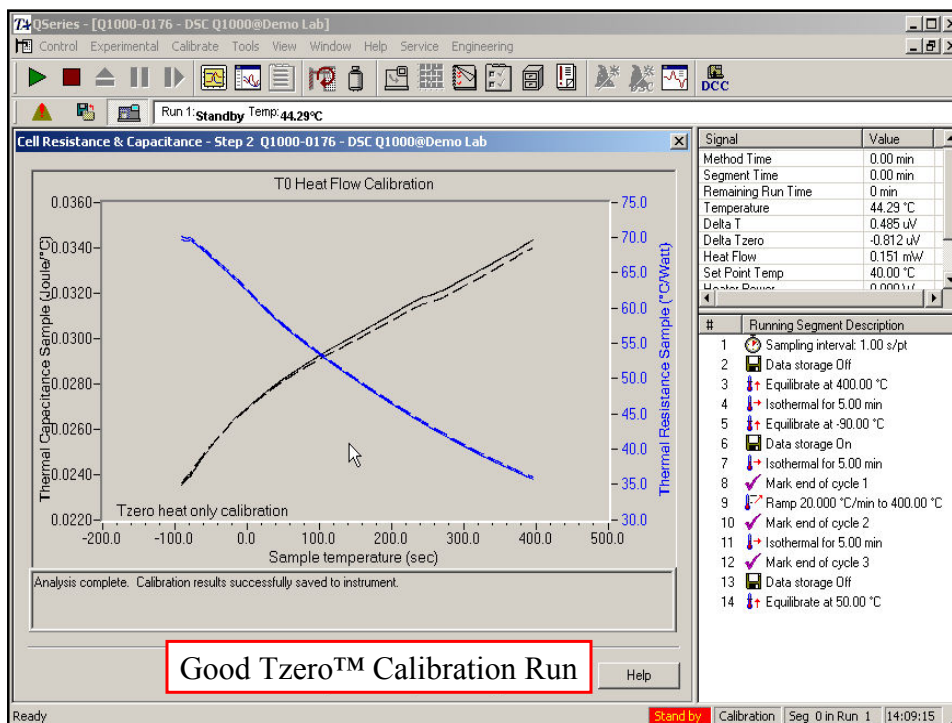 QSeries - [Q1000-0176 - DSC Q1000@Demo Lab]
Control Experimental Calibrate Tools View Window Help Service Engineering
DCC
Run 1: Standby Temp: 44.29°C
Cell Resistance & Capacitance - Step 2 Q1000-0176 - DSC Q1000@Demo Lab
T0 Heat Flow Calibration
Thermal Capacitance Sample (Joule/°C)
0.0360
0.0340
0.0320
0.0300
0.0280
0.0260
0.0240
0.0220
75.0
70.0
65.0
60.0
55.0
50.0
45.0
40.0
35.0
30.0
Thermal Resistance Sample (°C/Watt)
Tzero heat only calibration
-200.0 -100.0 0.0 100.0 200.0 300.0 400.0 500.0
Sample temperature (sec)
Analysis complete. Calibration results successfully saved to instrument.
Good Tzero™ Calibration Run
Help
Signal Value
Method Time 0.00 min
Segment Time 0.00 min
Remaining Run Time 0 min
Temperature 44.29 °C
Delta T 0.485 uV
Delta Tzero -0.812 uV
Heat Flow 0.151 mW
Set Point Temp 40.00 °C
# Running Segment Description
1 Sampling interval: 1.00 s/pt
2 Data storage Off
3 Equilibrate at 400.00 °C
4 Isothermal for 5.00 min
5 Equilibrate at -90.00 °C
6 Data storage On
7 Isothermal for 5.00 min
8 Mark end of cycle 1
9 Ramp 20.000 °C/min to 400.00 °C
10 Mark end of cycle 2
11 Isothermal for 5.00 min
12 Mark end of cycle 3
13 Data storage Off
14 Equilibrate at 50.00 °C
Ready
Stand by Calibration Seg 0 in Run 1 14:09:15